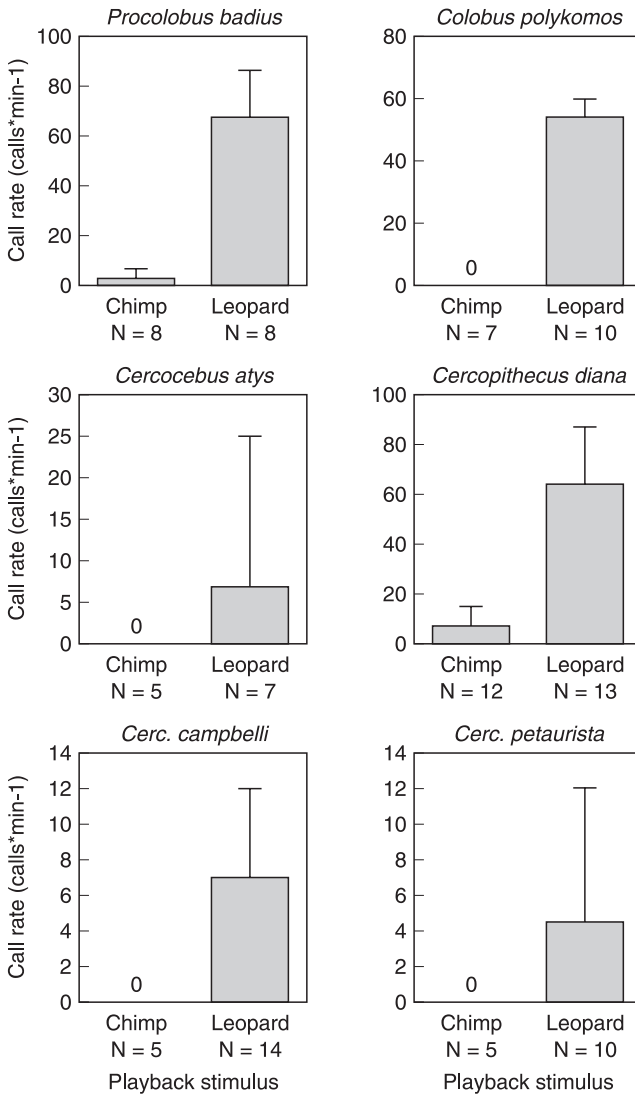 Procolobus badius
Call rate (calls*min-1)
100
80
60
40
20
0
Chimp
N = 8
Leopard
N = 8
Colobus polykomos
80
60
40
20
0
0
Chimp
N = 7
Leopard
N = 10
Cercocebus atys
Call rate (calls*min-1)
30
25
20
15
10
5
0
0
Chimp
N = 5
Leopard
N = 7
Cercopithecus diana
100
80
60
40
20
0
Chimp
N = 12
Leopard
N = 13
Cerc. campbelli
Call rate (calls*min-1)
14
12
10
8
6
4
2
0
0
Chimp
N = 5
Leopard
N = 14
Playback stimulus
Cerc. petaurista
14
12
10
8
6
4
2
0
0
Chimp
N = 5
Leopard
N = 10
Playback stimulus